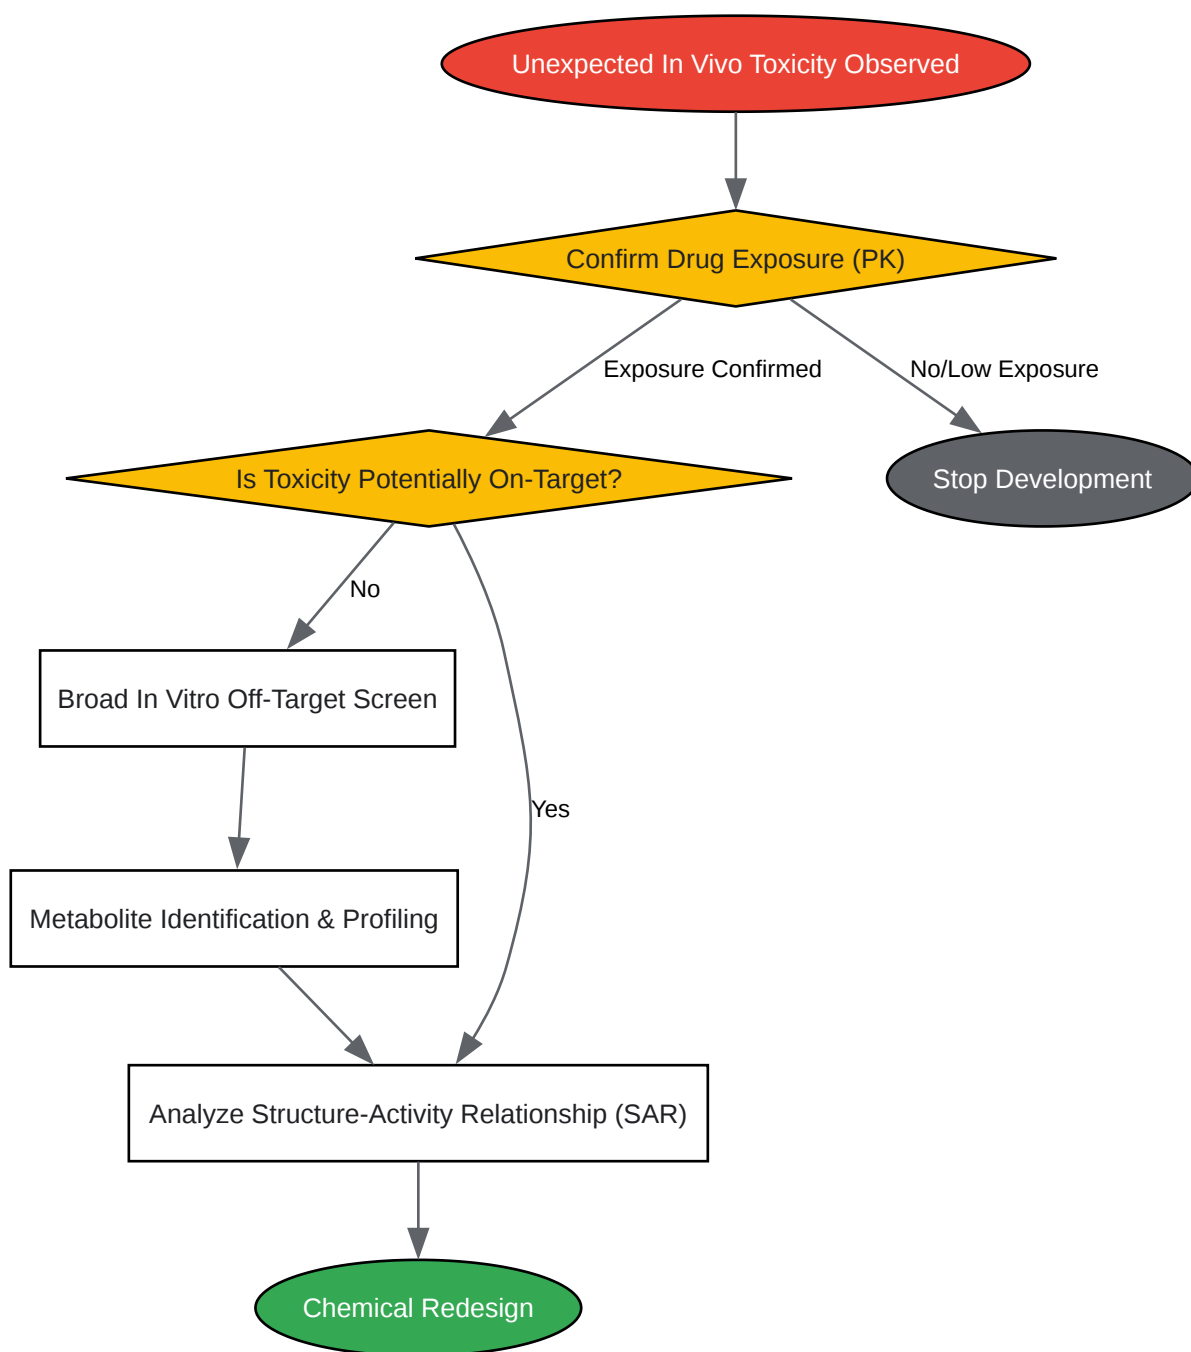 Unexpected In Vivo Toxicity Observed
Confirm Drug Exposure (PK)
Exposure Confirmed
No/Low Exposure
Is Toxicity Potentially On-Target?
Stop Development
No
Broad In Vitro Off-Target Screen
Yes
Metabolite Identification & Profiling
Analyze Structure-Activity Relationship (SAR)
Chemical Redesign